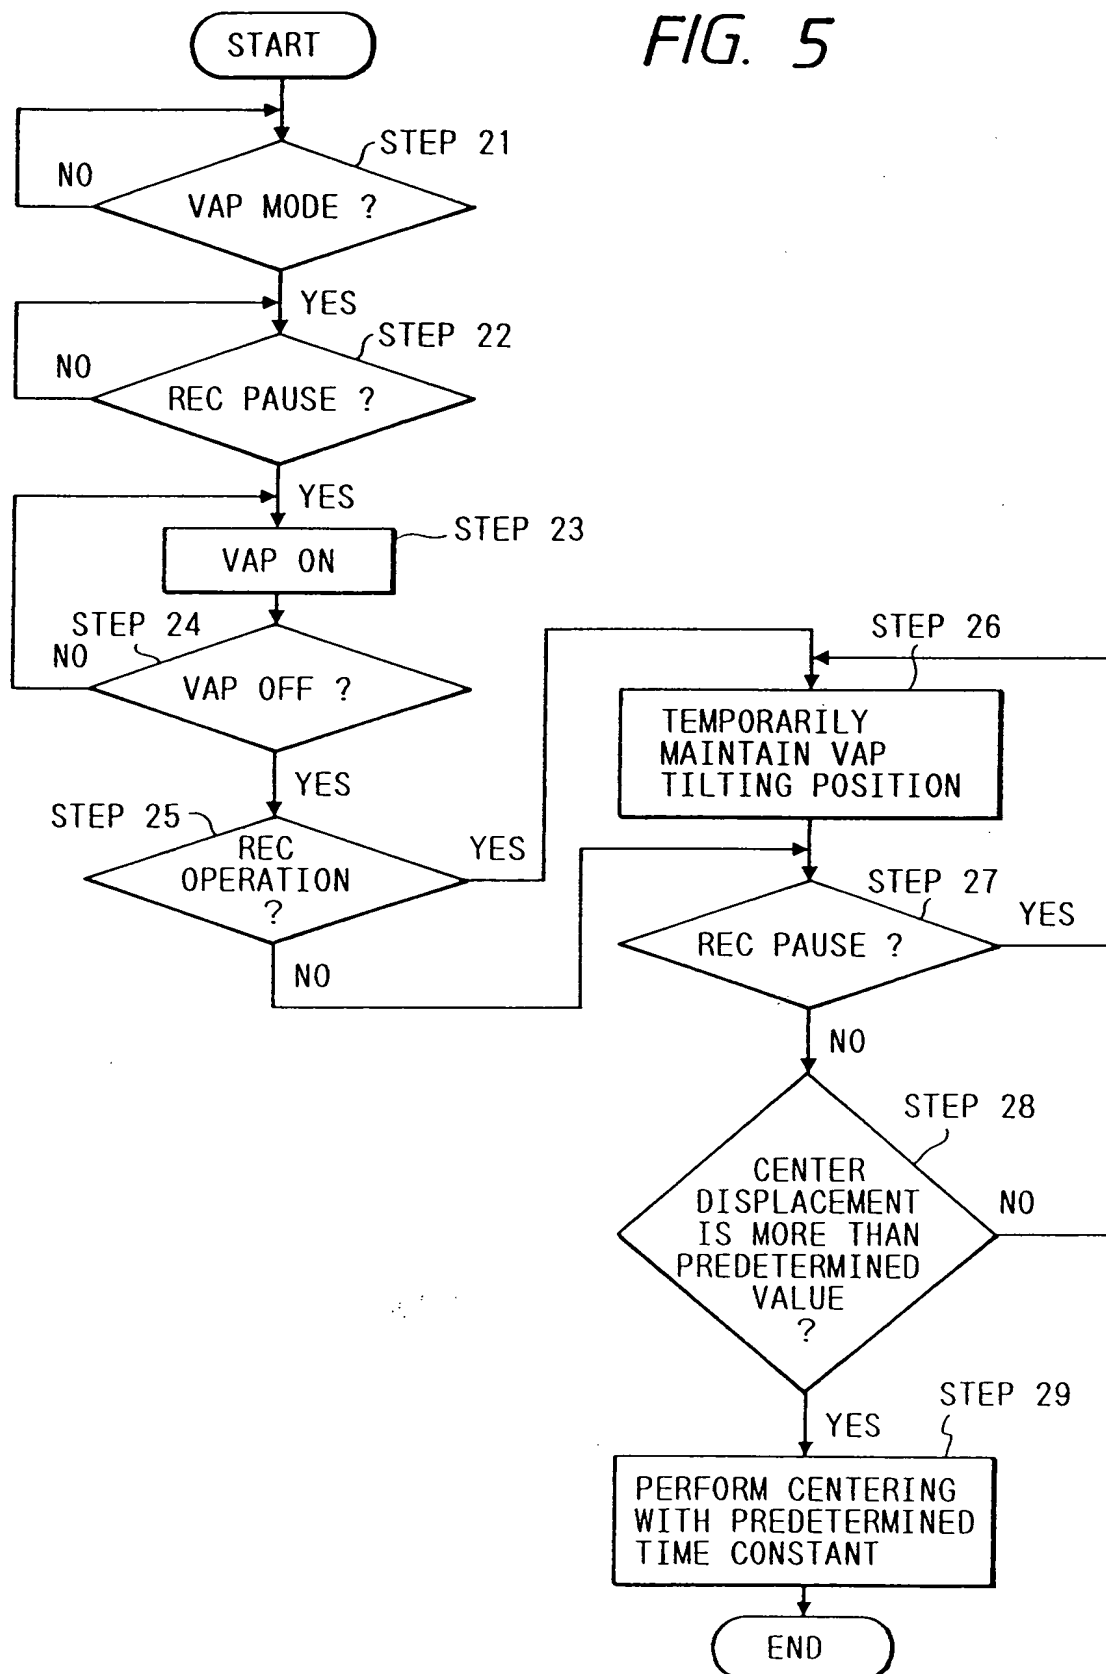 FIG. 5
START
STEP 21
NO
VAP MODE ?
YES
STEP 22
NO
REC PAUSE ?
YES
STEP 23
VAP ON
STEP 24
NO
VAP OFF ?
YES
STEP 25
REC
OPERATION
?
YES
NO
STEP 26
TEMPORARILY
MAINTAIN VAP
TILTING POSITION
STEP 27
REC PAUSE ?
YES
NO
STEP 28
CENTER
DISPLACEMENT
IS MORE THAN
PREDETERMINED
VALUE
?
NO
YES
STEP 29
PERFORM CENTERING
WITH PREDETERMINED
TIME CONSTANT
END